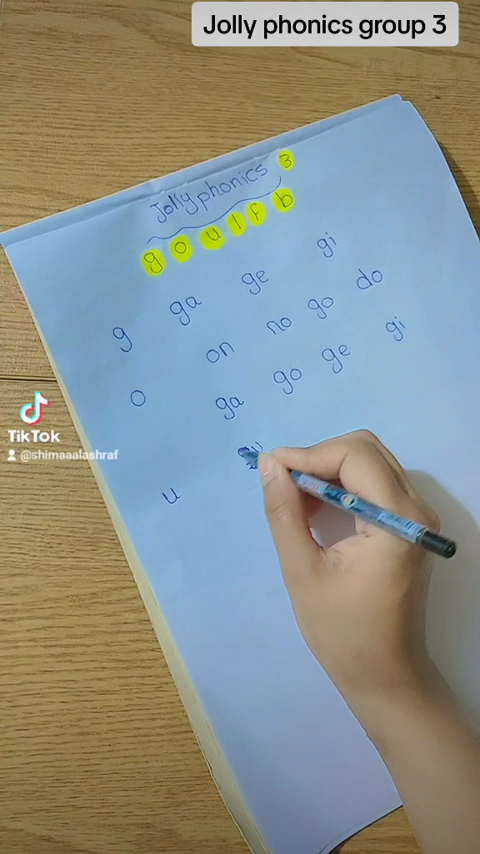 Jolly phonics group 3
Jolly phonics 3
g o u l f b
g ga ge gi
o on no go do
ga go ge gi
u
TikTok
@shimaaalashraf